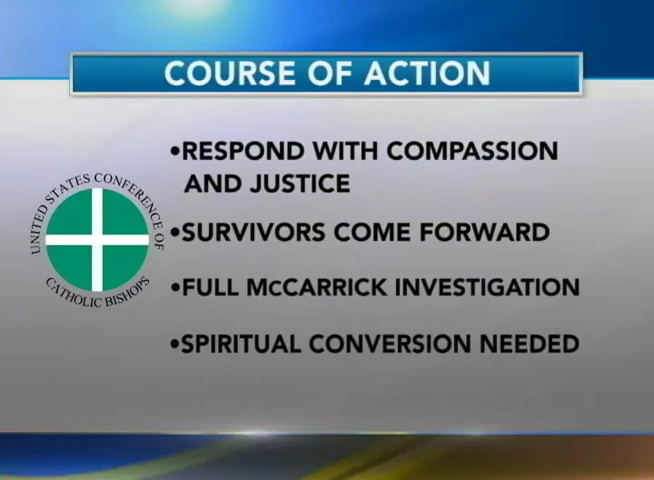 COURSE OF ACTION
•RESPOND WITH COMPASSION
AND JUSTICE
•SURVIVORS COME FORWARD
•FULL McCARRICK INVESTIGATION
•SPIRITUAL CONVERSION NEEDED
UNITED STATES CONFERENCE OF
CATHOLIC BISHOPS